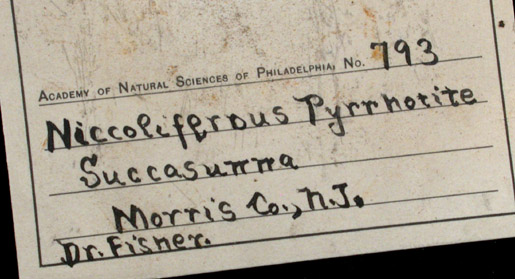 ACADEMY OF NATURAL SCIENCES OF PHILADELPHIA, No. 793
Niccoliferous Pyrrhotite
Succasunna
Morris Co., N.J.
Dr. Fisher.